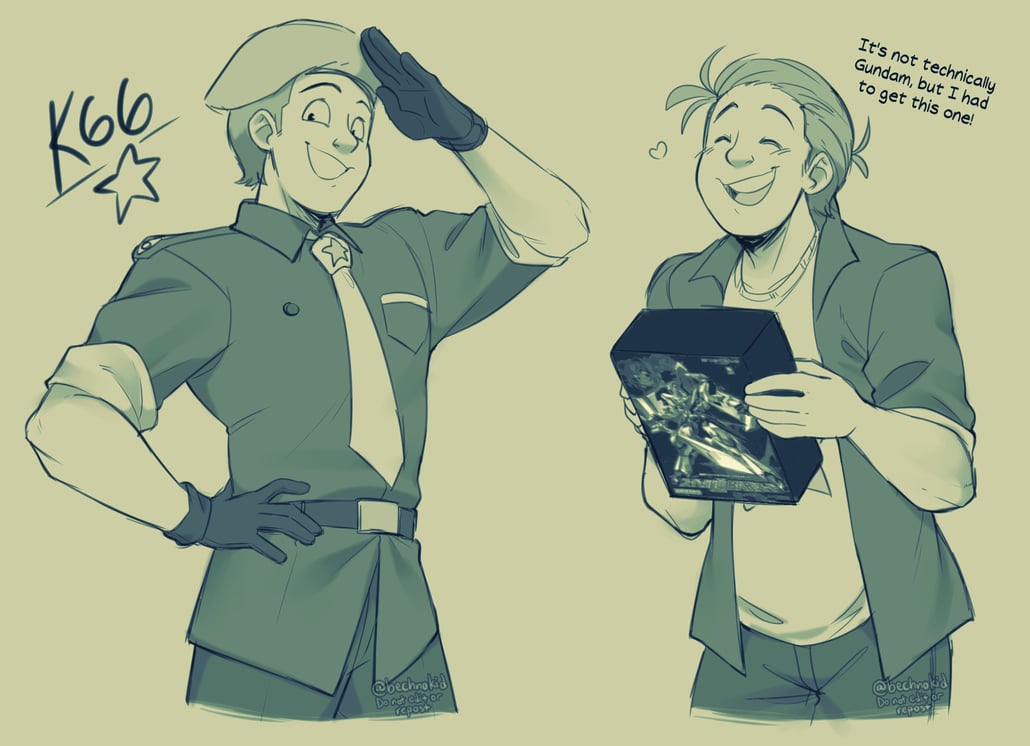 K66
It's not technically
Gundam, but I had
to get this one!
@bechnokid
Do not edit or
repost
@bechnokid
Do not edit or
repost